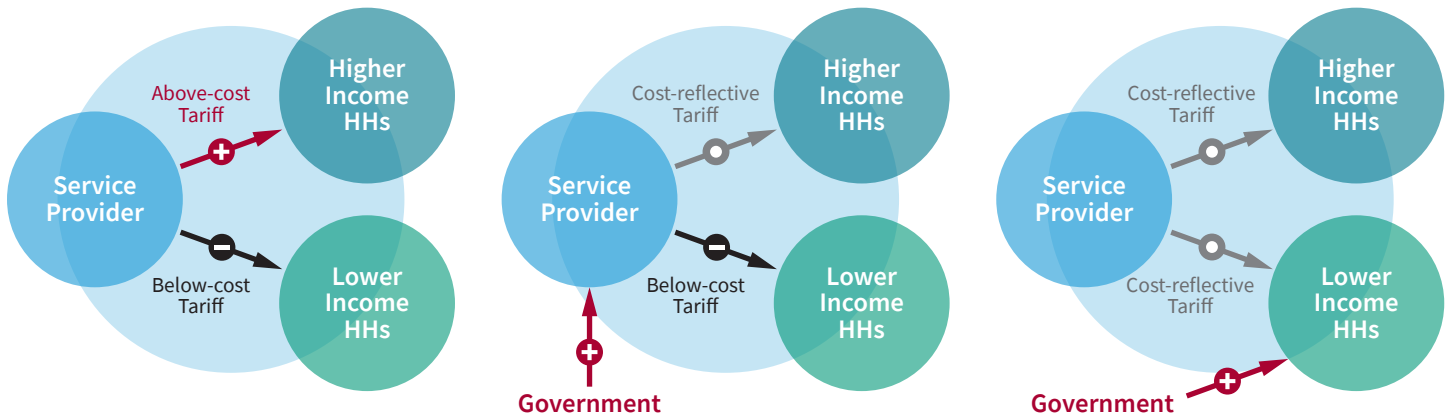 Above-cost
Tariff
Higher
Income
HHs
Service
Provider
Below-cost
Tariff
Lower
Income
HHs
Cost-reflective
Tariff
Higher
Income
HHs
Service
Provider
Below-cost
Tariff
Lower
Income
HHs
Government
Cost-reflective
Tariff
Higher
Income
HHs
Service
Provider
Cost-reflective
Tariff
Lower
Income
HHs
Government